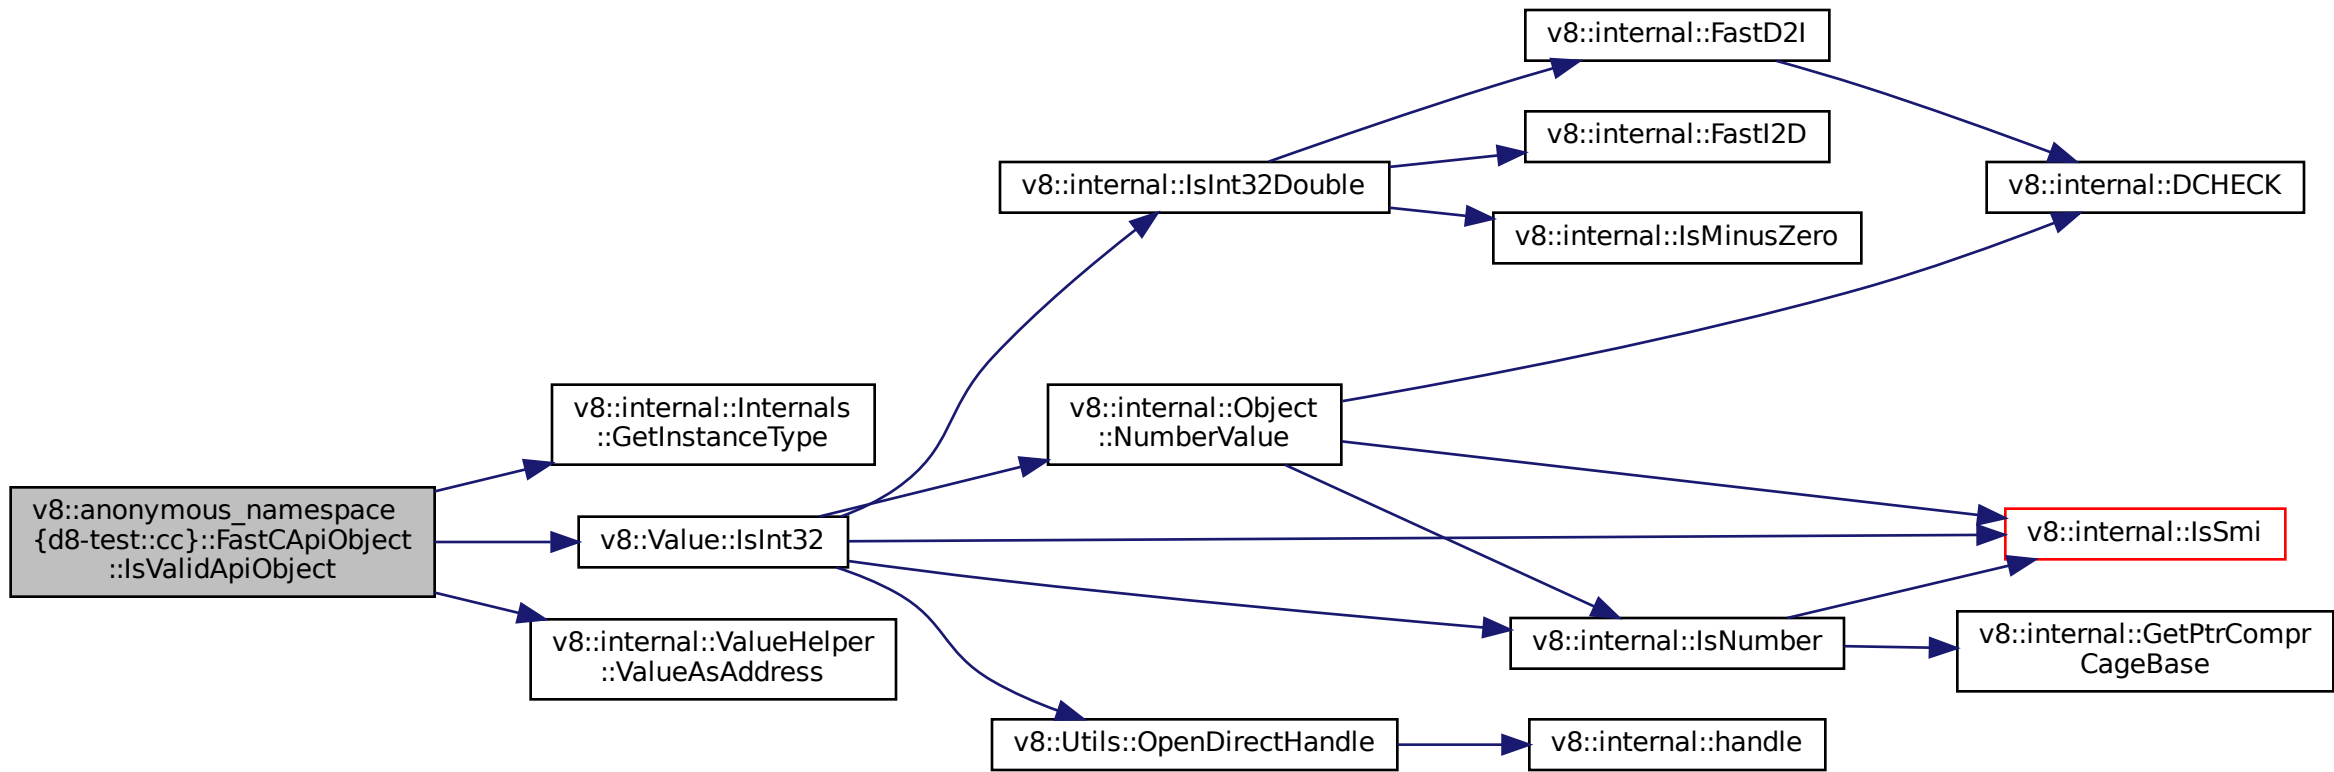 v8::anonymous_namespace
{d8-test::cc}::FastCApiObject
::IsValidApiObject
v8::internal::Internals
::GetInstanceType
v8::Value::IsInt32
v8::internal::ValueHelper
::ValueAsAddress
v8::internal::IsInt32Double
v8::internal::Object
::NumberValue
v8::Utils::OpenDirectHandle
v8::internal::FastD2I
v8::internal::FastI2D
v8::internal::IsMinusZero
v8::internal::IsNumber
v8::internal::handle
v8::internal::DCHECK
v8::internal::IsSmi
v8::internal::GetPtrCompr
CageBase